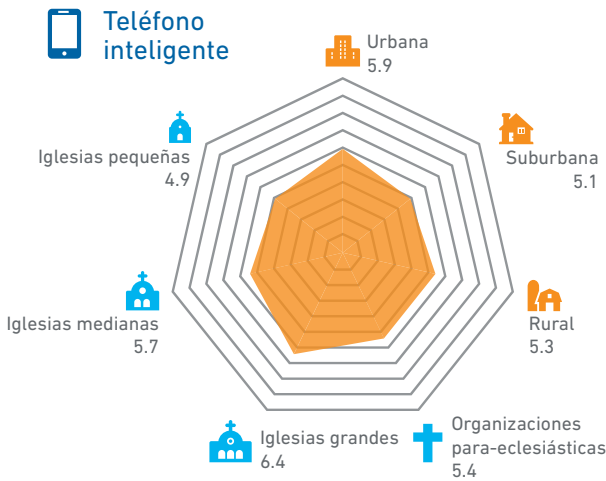 Teléfono
inteligente
Urbana
5.9
Suburbana
5.1
Rural
5.3
Organizaciones
para-eclesiásticas
5.4
Iglesias grandes
6.4
Iglesias medianas
5.7
Iglesias pequeñas
4.9